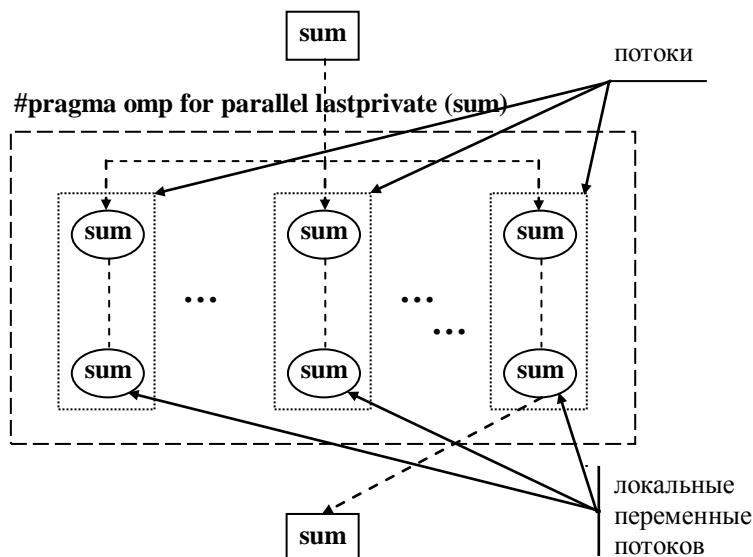 sum
потоки
#pragma omp for parallel lastprivate (sum)
sum
sum
sum
...
...
...
sum
sum
sum
sum
локальные
переменные
потоков